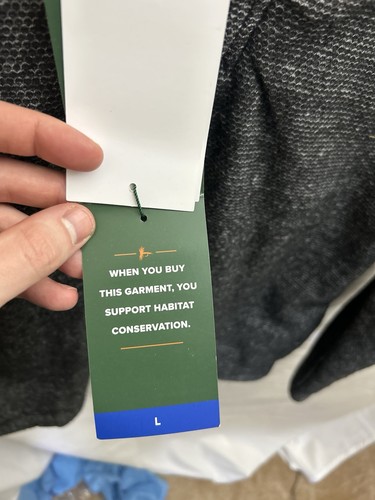 WHEN YOU BUY
THIS GARMENT, YOU
SUPPORT HABITAT
CONSERVATION.
L